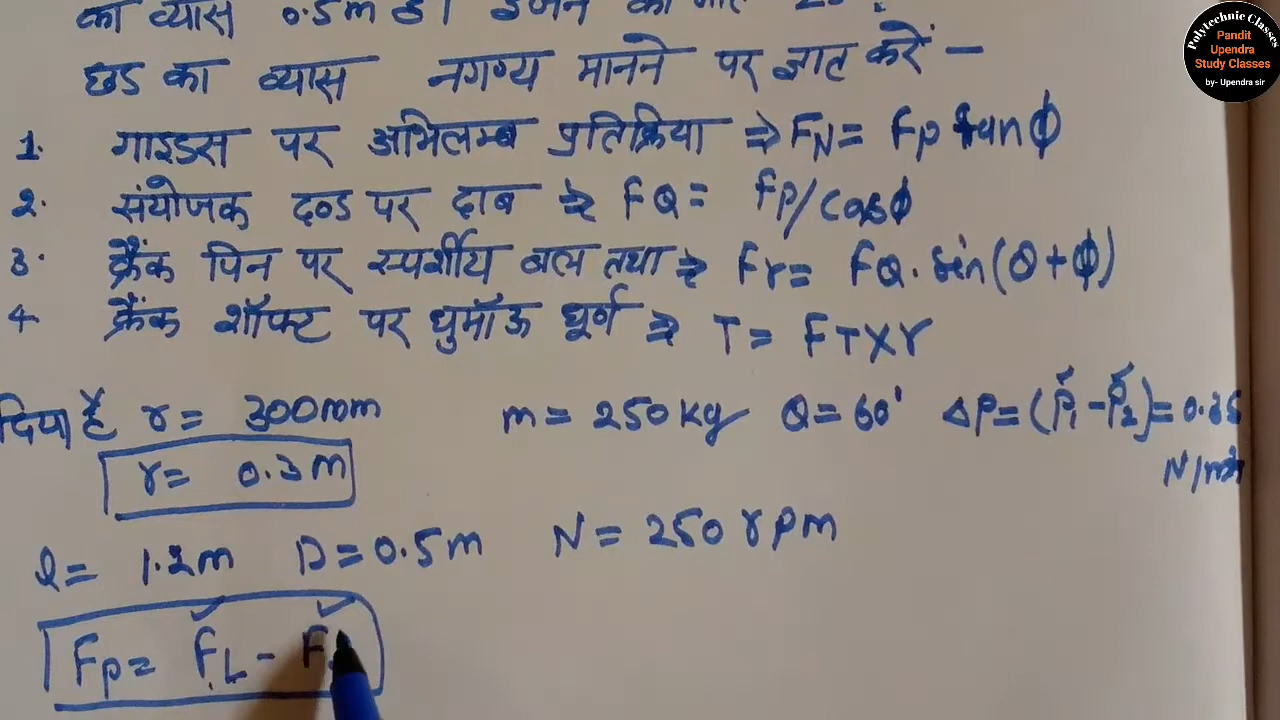 का व्यास 0.5m है। इंजन की
छड का व्यास नगण्य मानने पर ज्ञात करें —
1. गाइडस पर अभिलम्ब प्रतिक्रिया ⇒ FN = Fp tanϕ
2. संयोजक दण्ड पर दाब ⇒ FQ = Fp/cosϕ
3. क्रैंक पिन पर स्पर्शीय बल तथा ⇒ Fr = FQ. Sin(θ+ϕ)
4. क्रैंक शॉफ्ट पर घुमाँऊ घूर्ण ⇒ T = FT×r
दिया है r = 300mm m = 250kg Q = 60° ΔP = (P1 - P2) = 0.35
r = 0.3m N/mm
l = 1.2m D = 0.5m N = 250 rpm
Fp = FL - F
Polytechnic Classes
Pandit
Upendra
Study Classes
by- Upendra sir